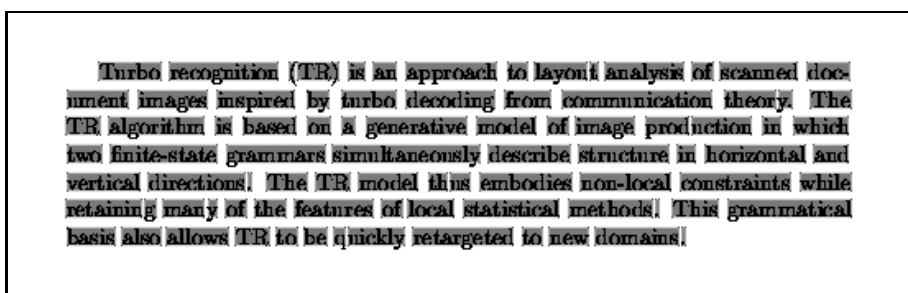 Turbo recognition (TR) is an approach to layout analysis of scanned doc-
ument images inspired by turbo decoding from communication theory. The
TR algorithm is based on a generative model of image production in which
two finite-state grammars simultaneously describe structure in horizontal and
vertical directions. The TR model thus embodies non-local constraints while
retaining many of the features of local statistical methods. This grammatical
basis also allows TR to be quickly retargeted to new domains.